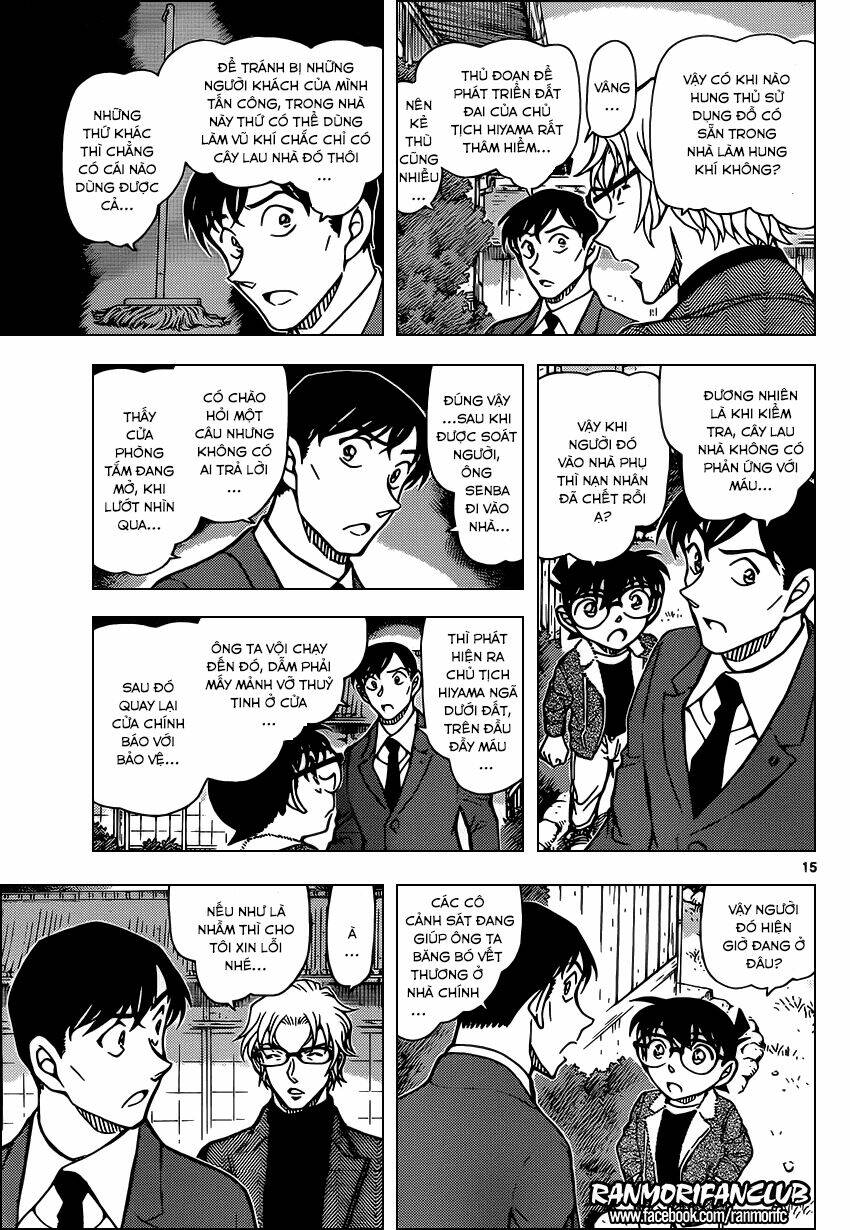 VẬY CÓ KHI NÀO
HUNG THỦ SỬ
DỤNG ĐỒ CÓ
SẴN TRONG
NHÀ LÀM HUNG
KHÍ KHÔNG?
VÂNG
...
THỦ ĐOẠN ĐỂ
PHÁT TRIỂN ĐẤT
ĐAI CỦA CHỦ
TỊCH HIYAMA RẤT
THÂM HIỂM...
NÊN
KẺ
THÙ
CŨNG
NHIỀU
...
ĐỂ TRÁNH BỊ NHỮNG
NGƯỜI KHÁCH CỦA MÌNH
TẤN CÔNG, TRONG NHÀ
NÀY THỨ CÓ THỂ DÙNG
LÀM VŨ KHÍ CHẮC CHỈ CÓ
CÂY LAU NHÀ ĐÓ THÔI
...
NHỮNG
THỨ KHÁC
THÌ CHẲNG
CÓ CÁI NÀO
DÙNG ĐƯỢC
CẢ...
ĐƯƠNG NHIÊN
LÀ KHI KIỂM
TRA, CÂY LAU
NHÀ KHÔNG CÓ
PHẢN ỨNG VỚI
MÁU...
VẬY KHI
NGƯỜI ĐÓ
VÀO NHÀ PHỤ
THÌ NẠN NHÂN
ĐÃ CHẾT RỒI
Ạ?
ĐÚNG VẬY
...SAU KHI
ĐƯỢC SOÁT
NGƯỜI,
ÔNG
SENBA
ĐI VÀO
NHÀ...
CÓ CHÀO
HỎI MỘT
CÂU NHƯNG
KHÔNG CÓ
AI TRẢ LỜI
...
THẤY
CỬA
PHÒNG
TẮM ĐANG
MỞ, KHI
LƯỚT NHÌN
QUA...
THÌ PHÁT
HIỆN RA
CHỦ TỊCH
HIYAMA NGÃ
DƯỚI ĐẤT,
TRÊN ĐẦU
ĐẦY MÁU
...
ÔNG TA VỘI CHẠY
ĐẾN ĐÓ, DẪM PHẢI
MẤY MẢNH VỠ THUỶ
TINH Ở CỬA
...
SAU ĐÓ
QUAY LẠI
CỬA CHÍNH
BÁO VỚI
BẢO VỆ...
15
VẬY NGƯỜI
ĐÓ HIỆN
GIỜ ĐANG Ở
ĐÂU?
CÁC CÔ
CẢNH SÁT ĐANG
GIÚP ÔNG TA
BĂNG BÓ VẾT
THƯƠNG Ở
NHÀ CHÍNH
...
À
...
NẾU NHƯ LÀ
NHẦM THÌ CHO
TÔI XIN LỖI
NHÉ...
RANMORIFANCLUB
www.facebook.com/ranmorifc